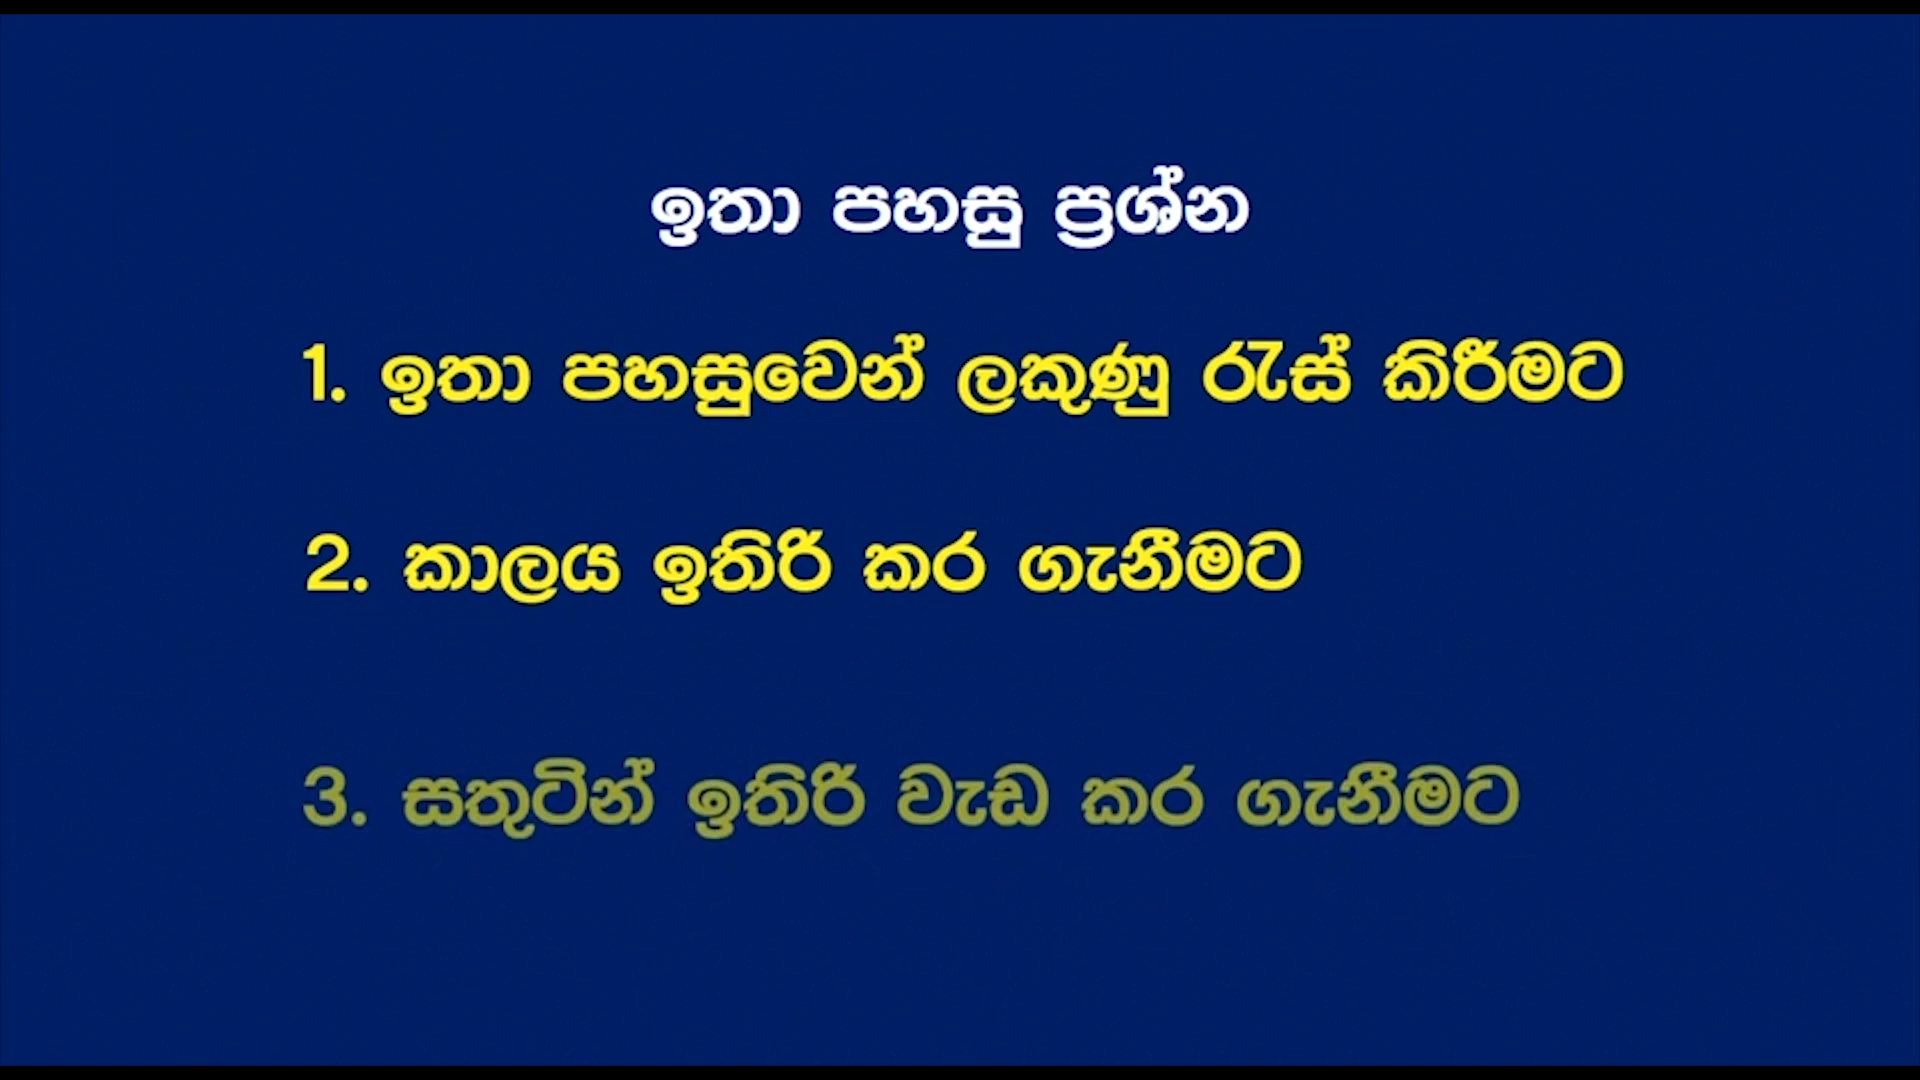 ඉතා පහසු ප්‍රශ්න
1. ඉතා පහසුවෙන් ලකුණු රැස් කිරීමට
2. කාලය ඉතිරි කර ගැනීමට
3. සතුටින් ඉතිරි වැඩ කර ගැනීමට